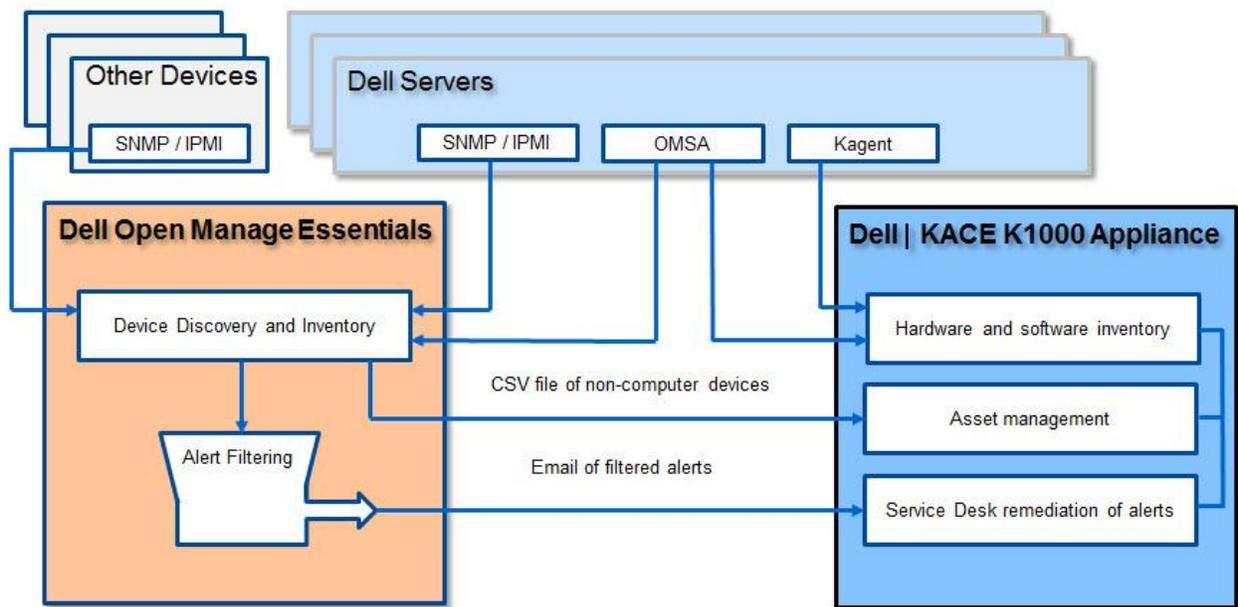 Other Devices
SNMP / IPMI
Dell Servers
SNMP / IPMI
OMSA
Kagent
Dell Open Manage Essentials
Device Discovery and Inventory
Alert Filtering
CSV file of non-computer devices
Email of filtered alerts
Dell | KACE K1000 Appliance
Hardware and software inventory
Asset management
Service Desk remediation of alerts